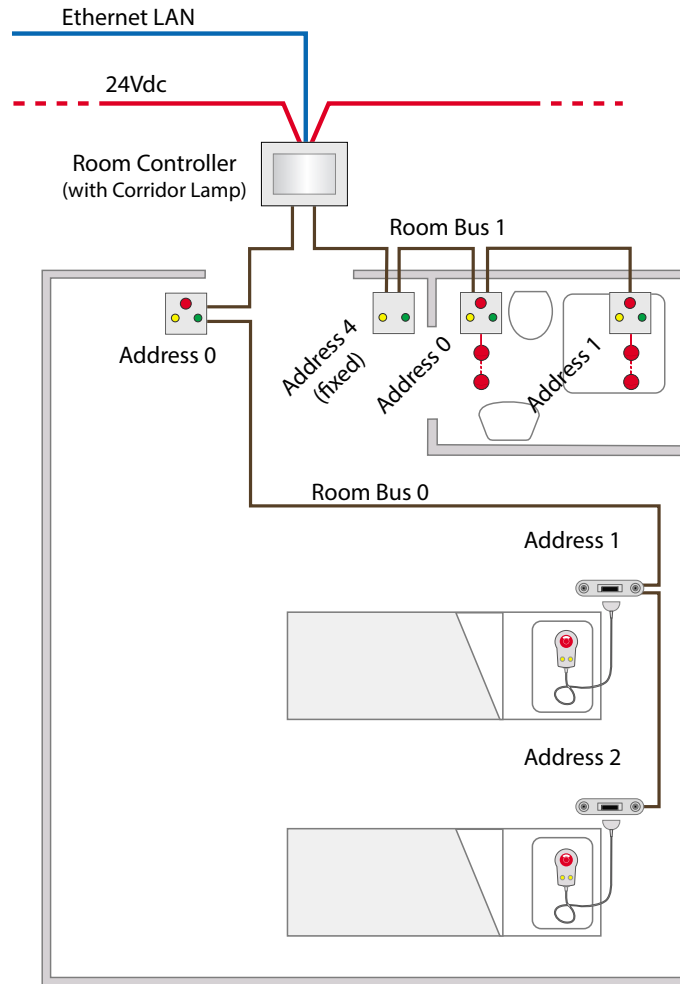 Ethernet LAN
24Vdc
Room Controller
(with Corridor Lamp)
Room Bus 1
Address 0
Address 4
(fixed)
Address 0
Address 1
Room Bus 0
Address 1
Address 2